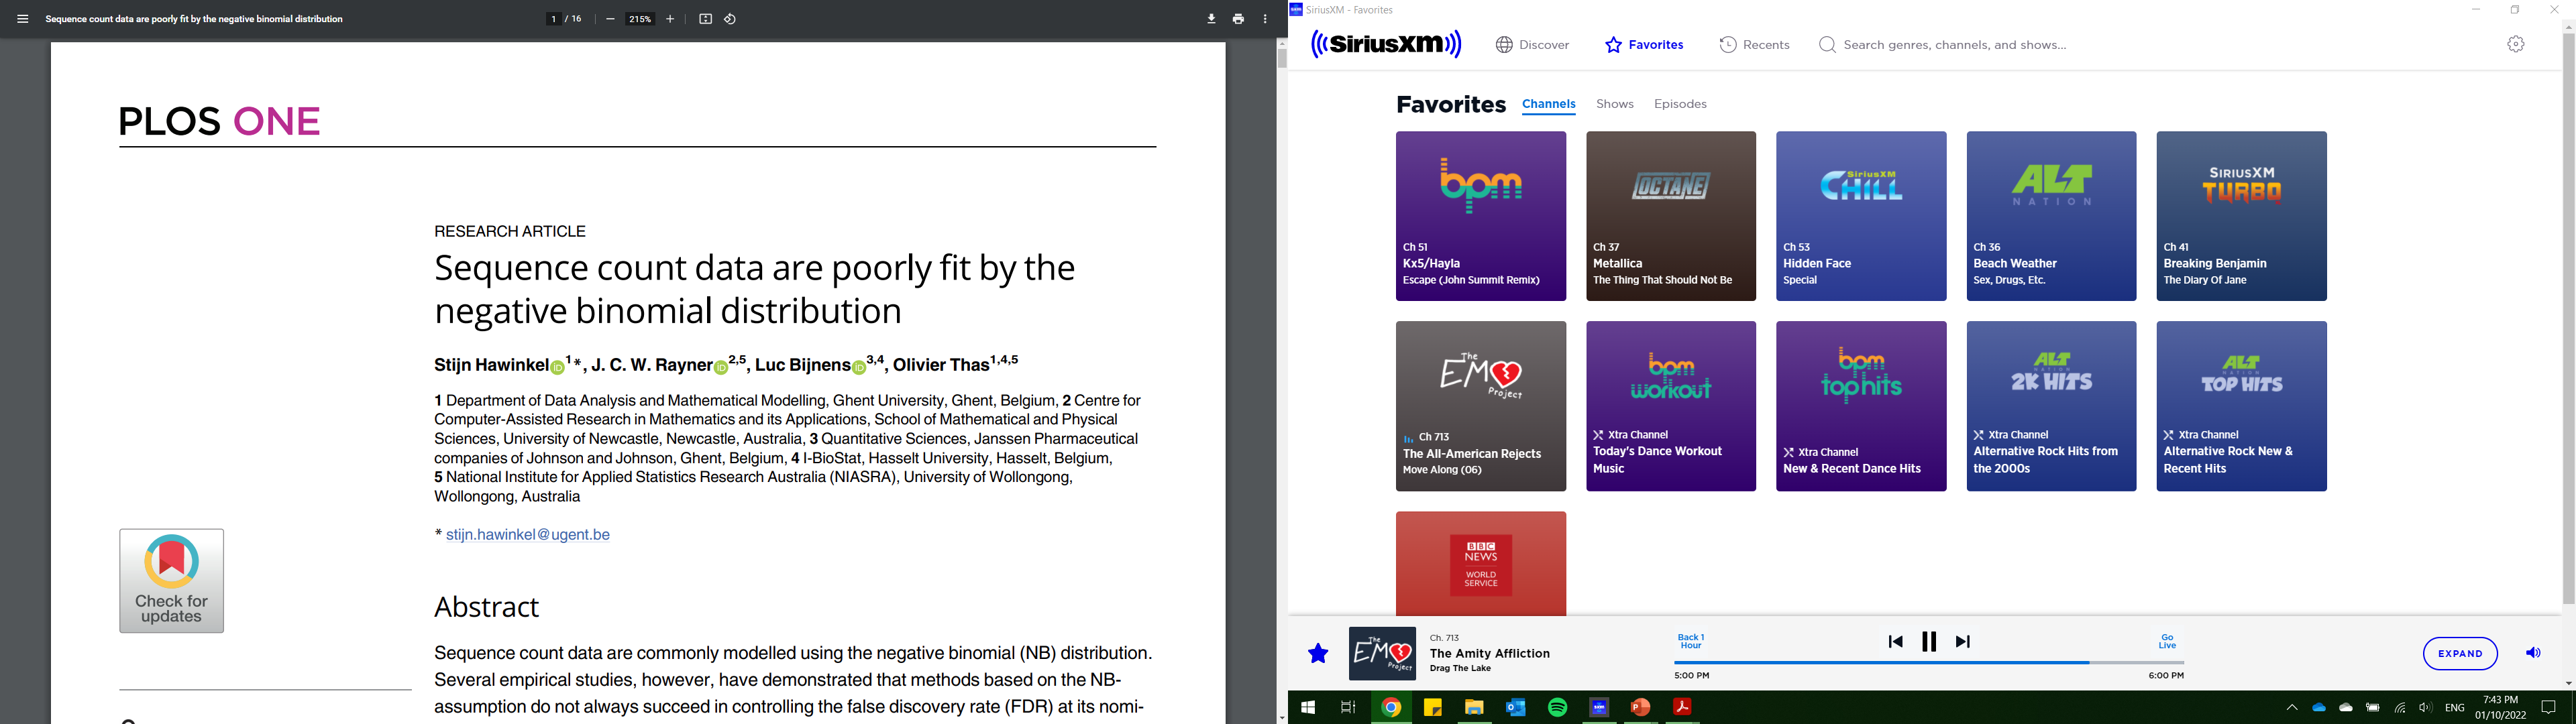 Sequence count data are poorly fit by the negative binomial distribution
1 / 16
215%
PLOS ONE
RESEARCH ARTICLE
Sequence count data are poorly fit by the
negative binomial distribution
Stijn Hawinkel iD 1*, J. C. W. Rayner iD 2,5, Luc Bijnens iD 3,4, Olivier Thas1,4,5
1 Department of Data Analysis and Mathematical Modelling, Ghent University, Ghent, Belgium, 2 Centre for
Computer-Assisted Research in Mathematics and its Applications, School of Mathematical and Physical
Sciences, University of Newcastle, Newcastle, Australia, 3 Quantitative Sciences, Janssen Pharmaceutical
companies of Johnson and Johnson, Ghent, Belgium, 4 I-BioStat, Hasselt University, Hasselt, Belgium,
5 National Institute for Applied Statistics Research Australia (NIASRA), University of Wollongong,
Wollongong, Australia
* stijn.hawinkel@ugent.be
Check for
updates
Abstract
Sequence count data are commonly modelled using the negative binomial (NB) distribution.
Several empirical studies, however, have demonstrated that methods based on the NB-
assumption do not always succeed in controlling the false discovery rate (FDR) at its nomi-
SiriusXM - Favorites
SiriusXM
Discover
Favorites
Recents
Search genres, channels, and shows...
Favorites
Channels
Shows
Episodes
bpm
Ch 51
Kx5/Hayla
Escape (John Summit Remix)
OCTANE
Ch 37
Metallica
The Thing That Should Not Be
SiriusXM
CHILL
Ch 53
Hidden Face
Special
ALT
NATION
Ch 36
Beach Weather
Sex, Drugs, Etc.
SIRIUSXM
TURBO
Ch 41
Breaking Benjamin
The Diary Of Jane
The
EMO
Project
Ch 713
The All-American Rejects
Move Along (06)
bpm
workout
Xtra Channel
Today's Dance Workout
Music
bpm
top hits
Xtra Channel
New & Recent Dance Hits
ALT
NATION
2K HITS
Xtra Channel
Alternative Rock Hits from
the 2000s
ALT
NATION
TOP HITS
Xtra Channel
Alternative Rock New &
Recent Hits
BBC
NEWS
WORLD
SERVICE
The
EMO
Project
Ch. 713
The Amity Affliction
Drag The Lake
Back 1
Hour
Go
Live
5:00 PM
6:00 PM
EXPAND
ENG
7:43 PM
01/10/2022